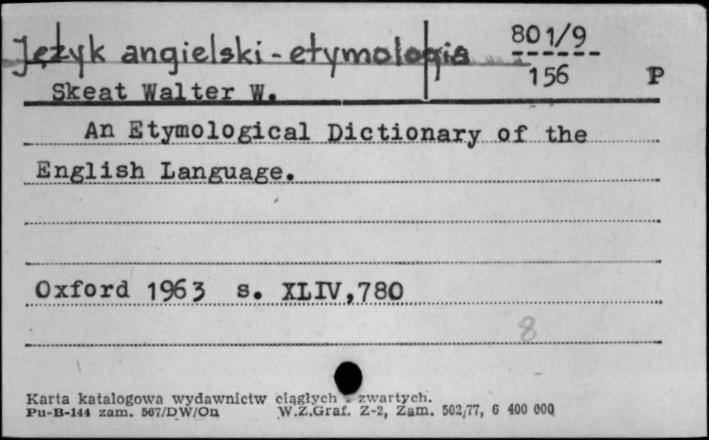 Język angielski - etymologia 801/9
156 P
Skeat Walter W.
An Etymological Dictionary of the
English Language.
Oxford 1963 s. XLIV,780
8
Karta katalogowa wydawnictw ciągłych - zwartych.
Pu-B-144 zam. 567/DW/On W.Z.Graf. Z-2, Zam. 502/77, 6 400 000